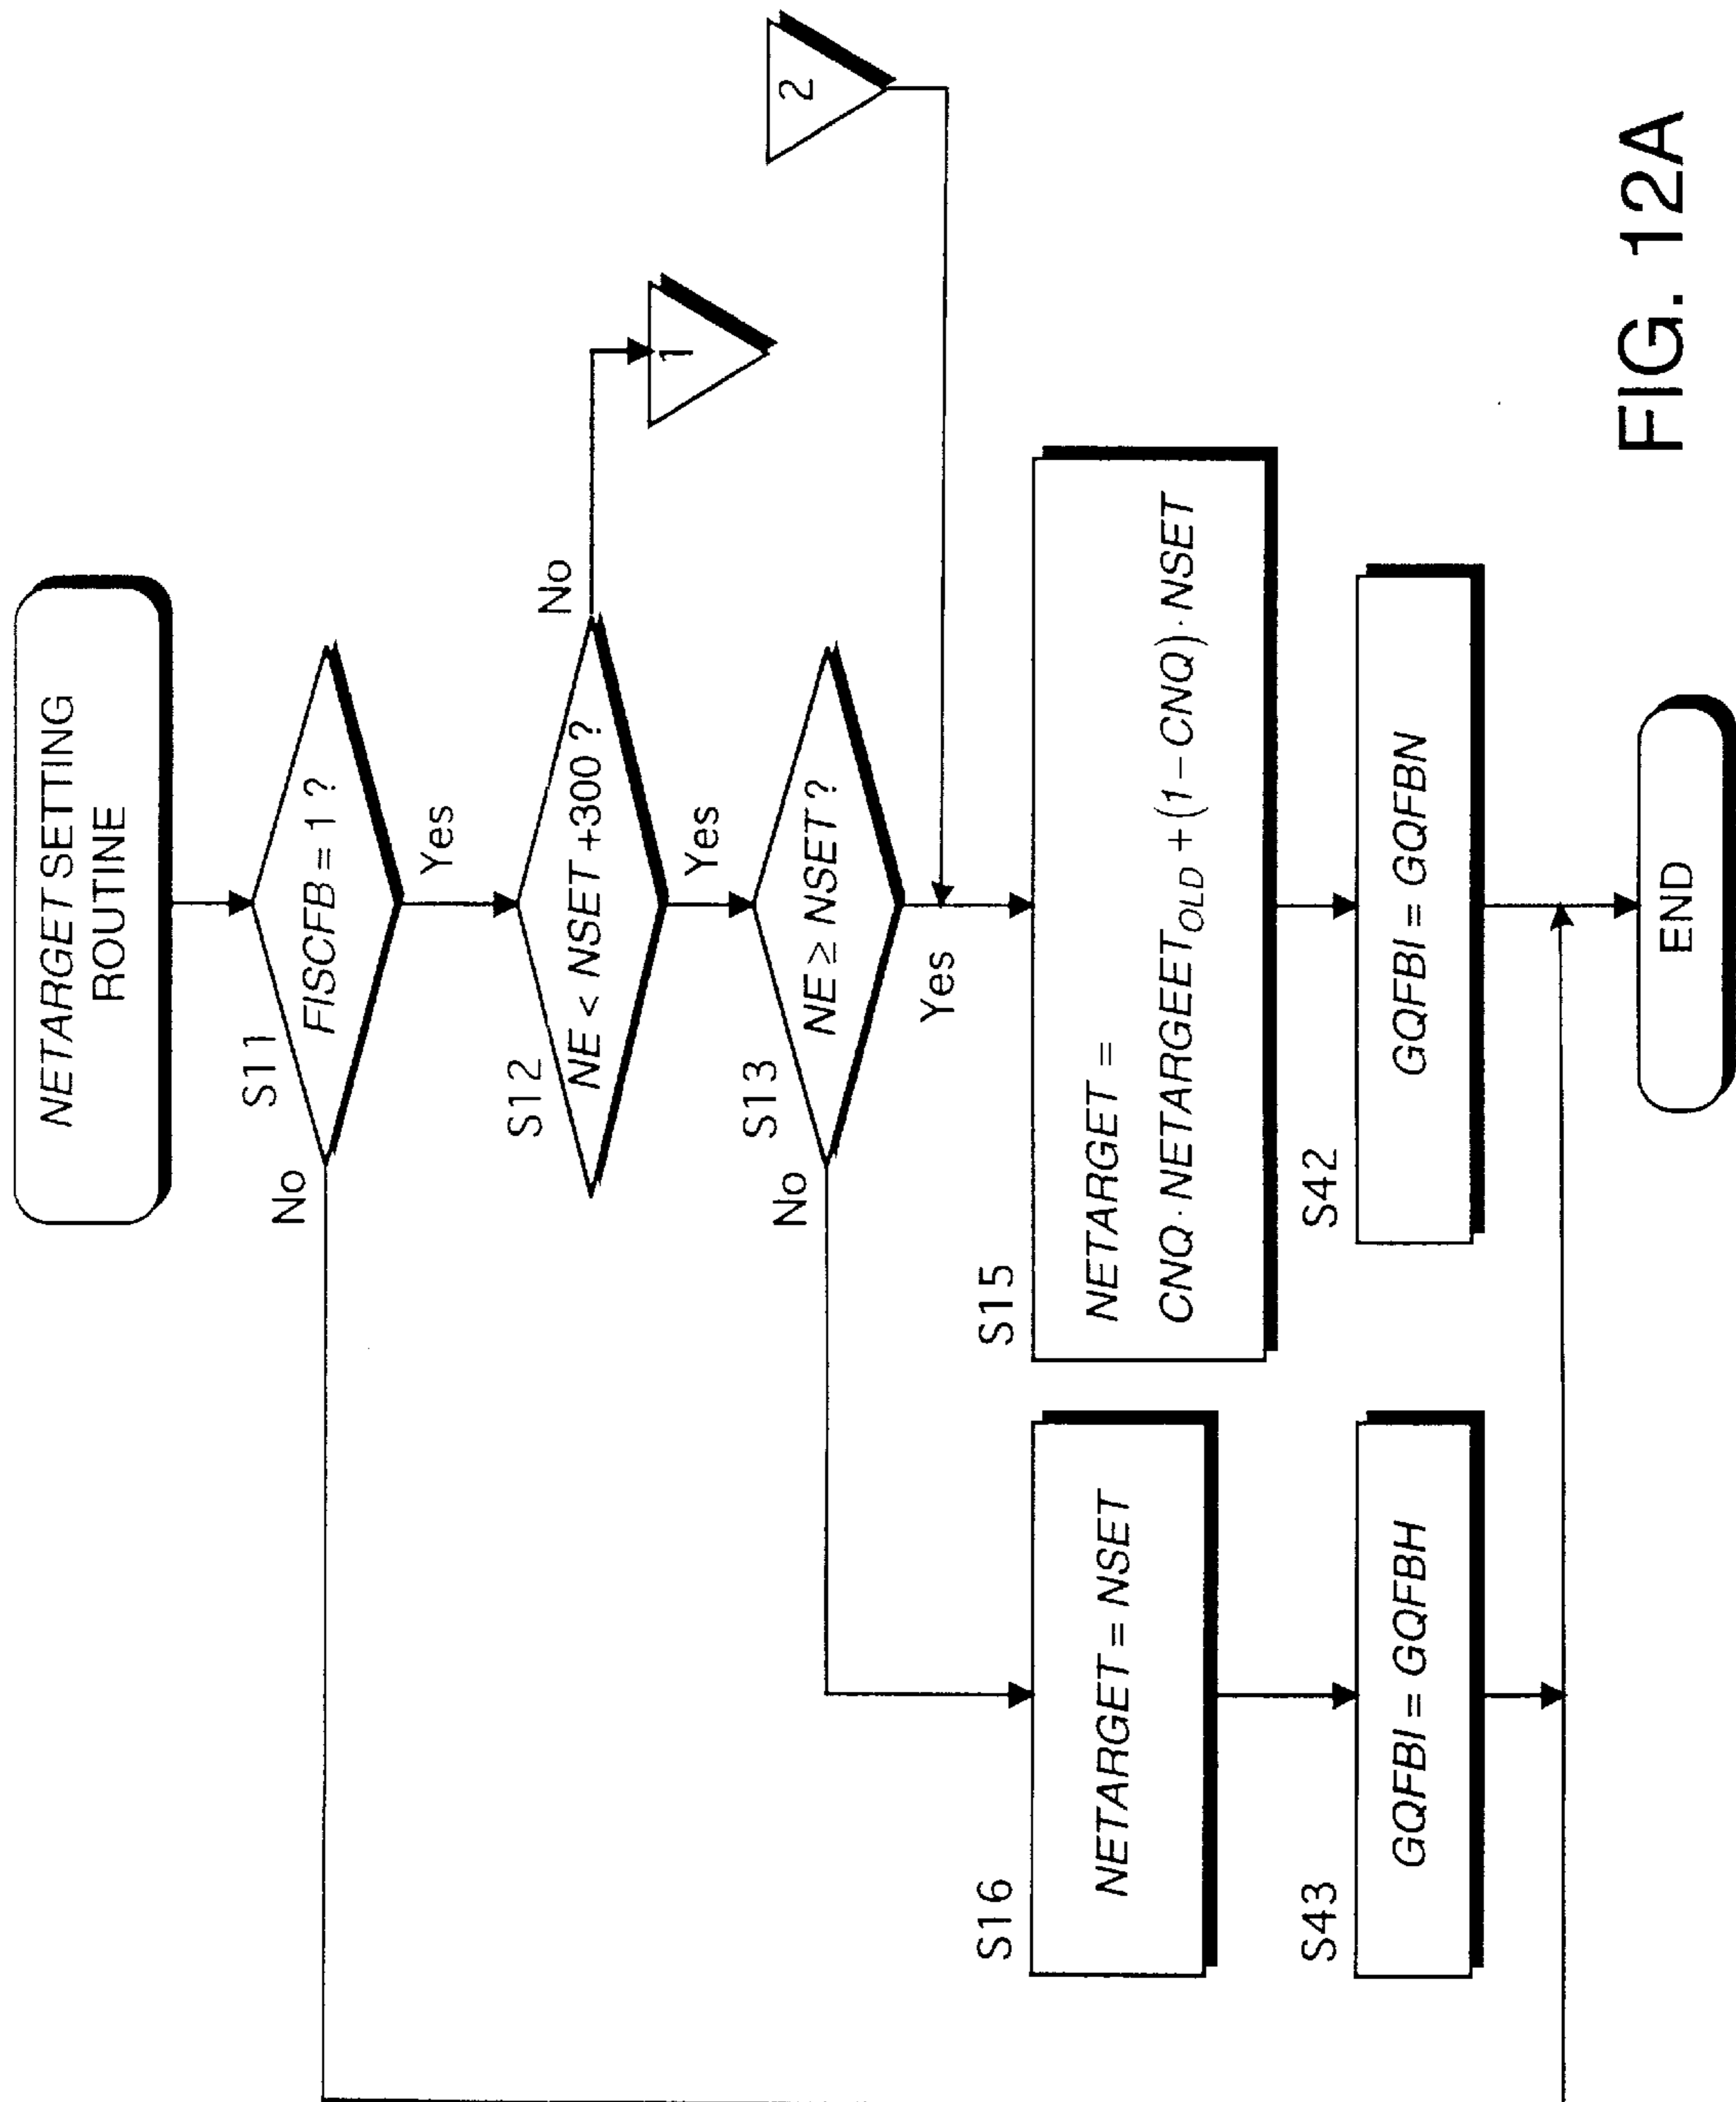 NETARGET SETTING
ROUTINE
S11
FISCFB = 1 ?
No
Yes
S12
NE < NSET +300 ?
No
1
Yes
S13
NE ≥ NSET ?
No
Yes
2
S15
NETARGET =
CNQ · NETARGEET_OLD + (1 − CNQ) · NSET
S16
NETARGET = NSET
S42
GQFBI = GQFBN
S43
GQFBI = GQFBH
END
FIG. 12A